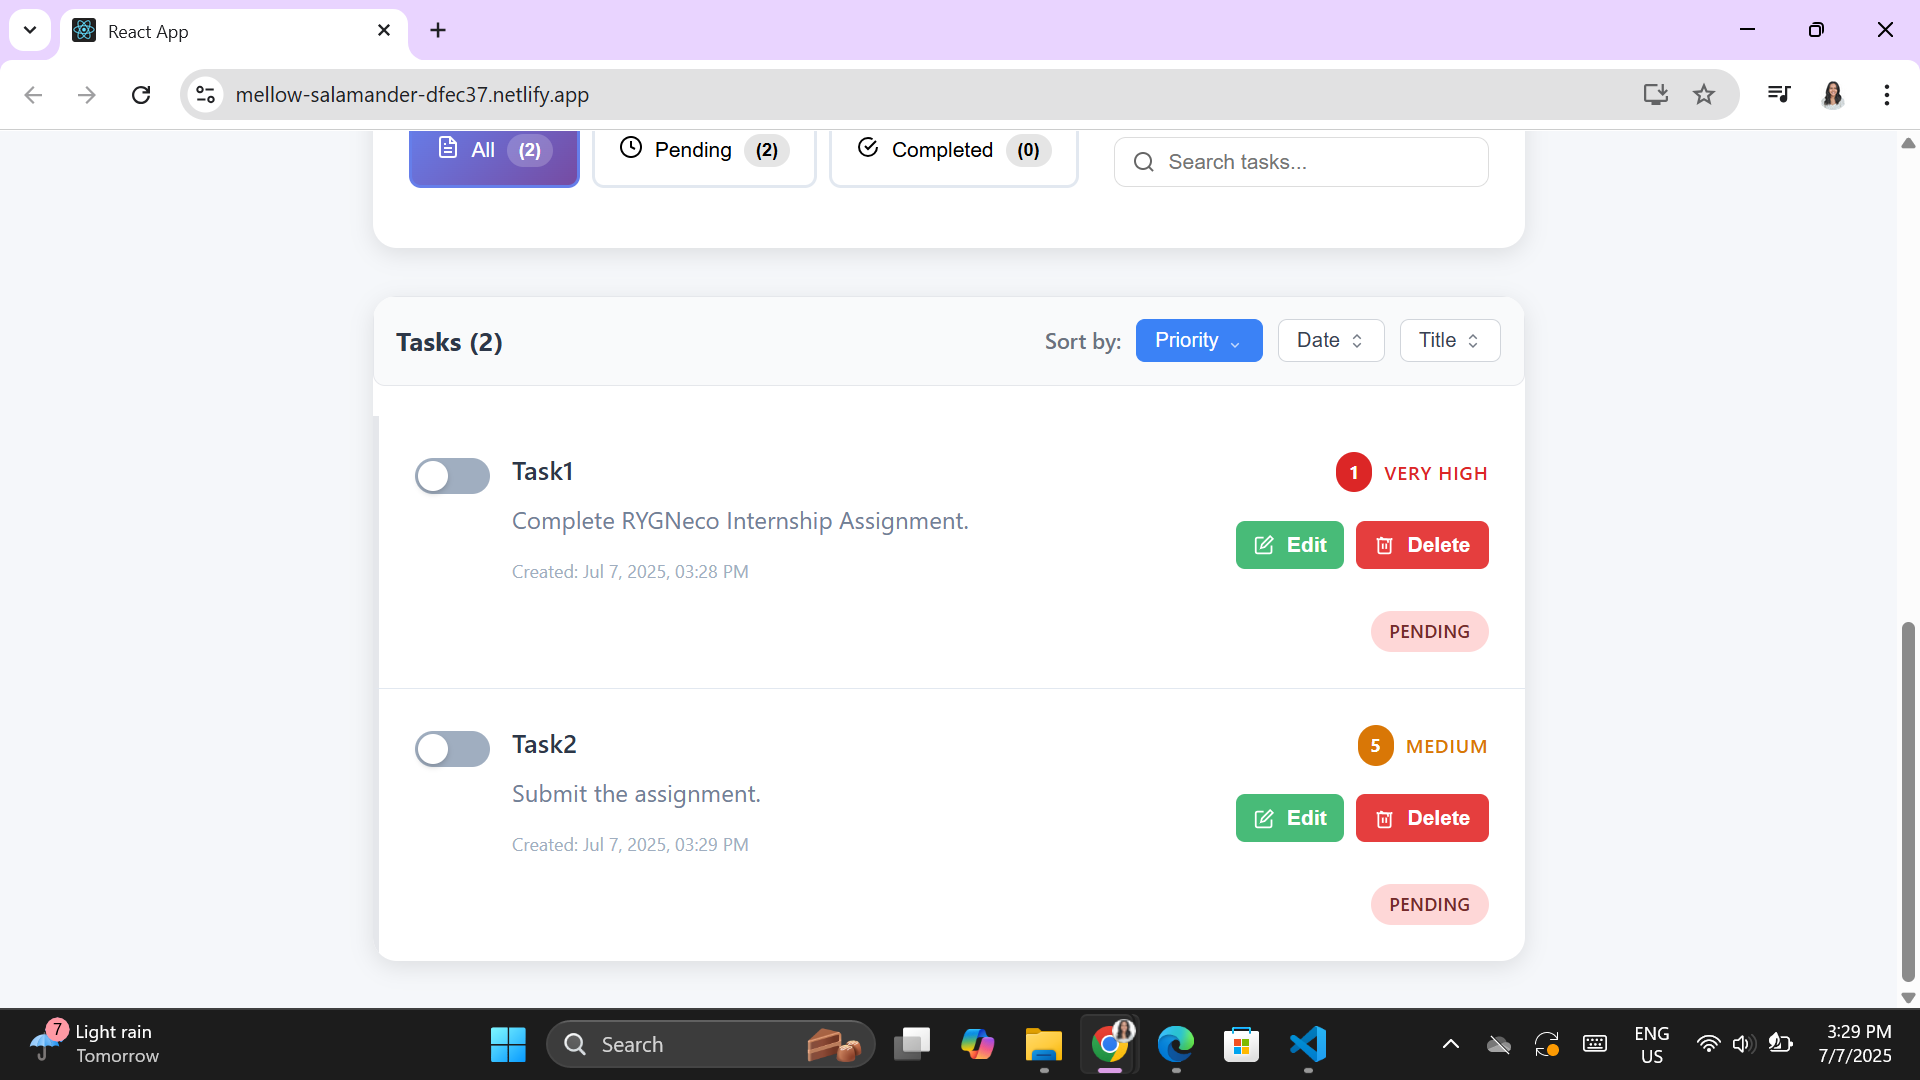 React App
mellow-salamander-dfec37.netlify.app
All (2)
Pending (2)
Completed (0)
Search tasks...
Tasks (2)
Sort by:
Priority
Date
Title
Task1
1 VERY HIGH
Complete RYGNeco Internship Assignment.
Edit
Delete
Created: Jul 7, 2025, 03:28 PM
PENDING
Task2
5 MEDIUM
Submit the assignment.
Edit
Delete
Created: Jul 7, 2025, 03:29 PM
PENDING
7
Light rain
Tomorrow
Search
ENG
US
3:29 PM
7/7/2025